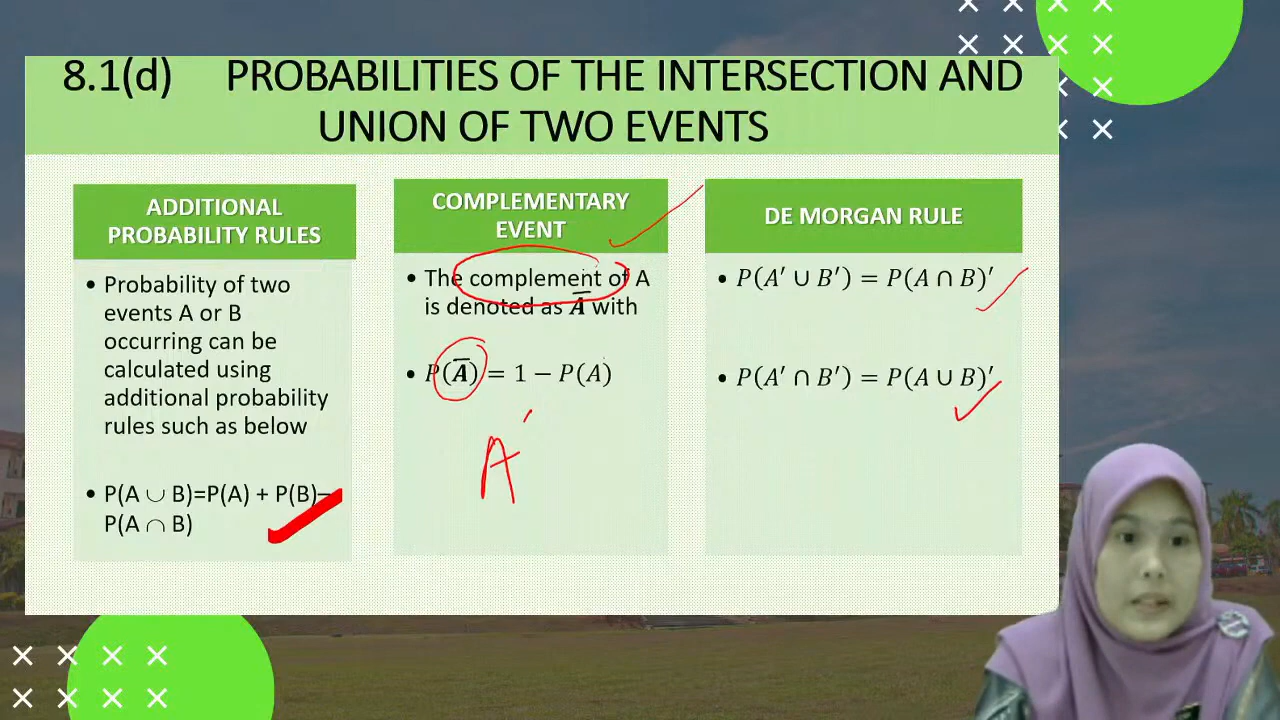 8.1(d) PROBABILITIES OF THE INTERSECTION AND
UNION OF TWO EVENTS
ADDITIONAL
PROBABILITY RULES
• Probability of two
events A or B
occurring can be
calculated using
additional probability
rules such as below
• P(A ∪ B)=P(A) + P(B)–
P(A ∩ B)
COMPLEMENTARY
EVENT
• The complement of A
is denoted as A̅ with
• P(A̅) = 1 − P(A)
A′
DE MORGAN RULE
• P(A′ ∪ B′) = P(A ∩ B)′
• P(A′ ∩ B′) = P(A ∪ B)′